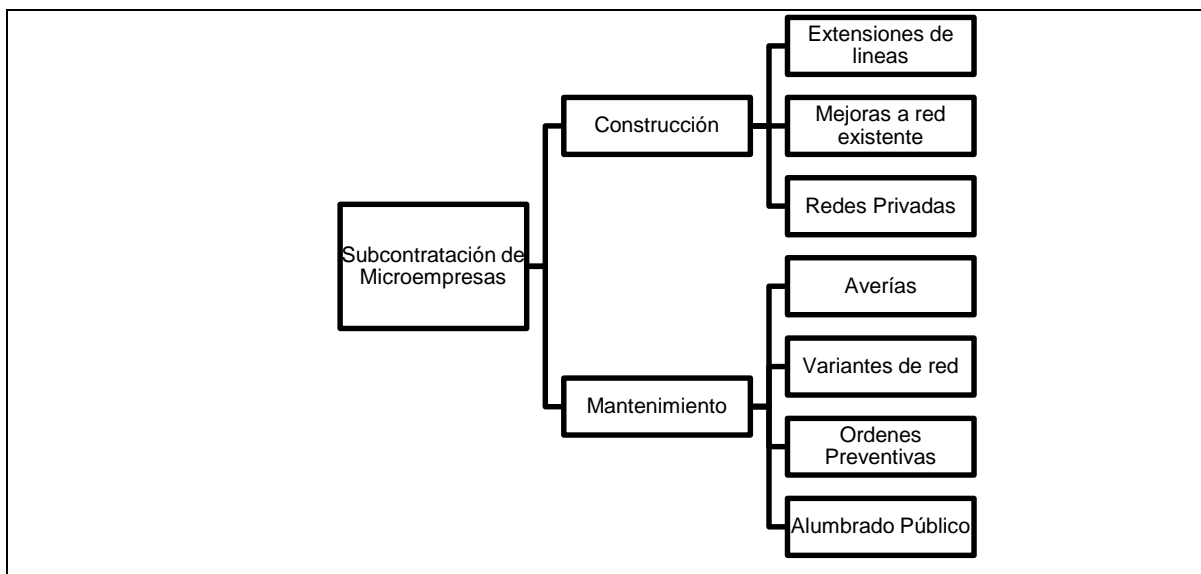 Subcontratación de
Microempresas
Construcción
Extensiones de
lineas
Mejoras a red
existente
Redes Privadas
Mantenimiento
Averías
Variantes de red
Ordenes
Preventivas
Alumbrado Público